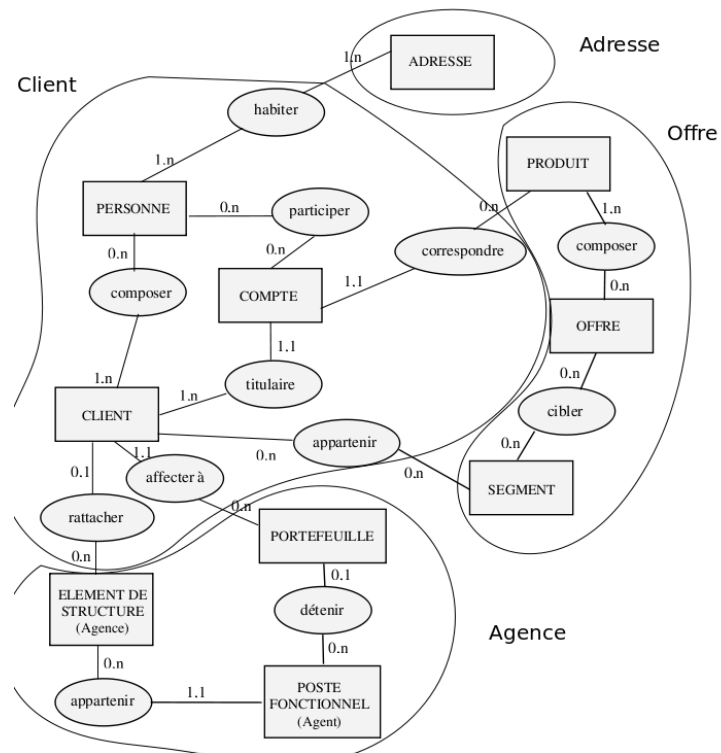 Adresse
1.n
ADRESSE
Client
habiter
Offre
1.n
PRODUIT
PERSONNE
0.n
participer
0.n
1.n
0.n
0.n
correspondre
composer
composer
1.1
0.n
COMPTE
OFFRE
1.1
0.n
1.n
1.n
titulaire
cibler
CLIENT
appartenir
0.n
0.n
1.1
0.n
0.1
affecter à
SEGMENT
0.n
rattacher
PORTEFEUILLE
0.n
0.1
ELEMENT DE
STRUCTURE
(Agence)
détenir
Agence
0.n
0.n
appartenir
1.1
POSTE
FONCTIONNEL
(Agent)